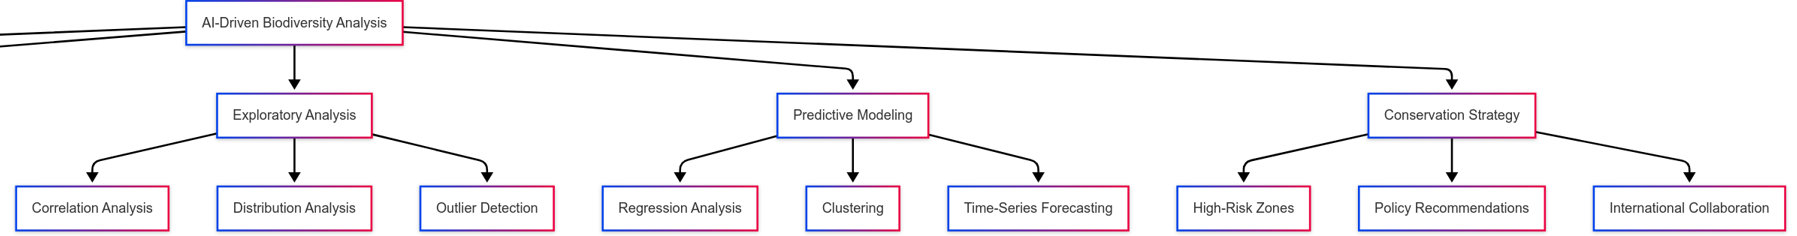 AI-Driven Biodiversity Analysis
Exploratory Analysis
Predictive Modeling
Conservation Strategy
Correlation Analysis
Distribution Analysis
Outlier Detection
Regression Analysis
Clustering
Time-Series Forecasting
High-Risk Zones
Policy Recommendations
International Collaboration